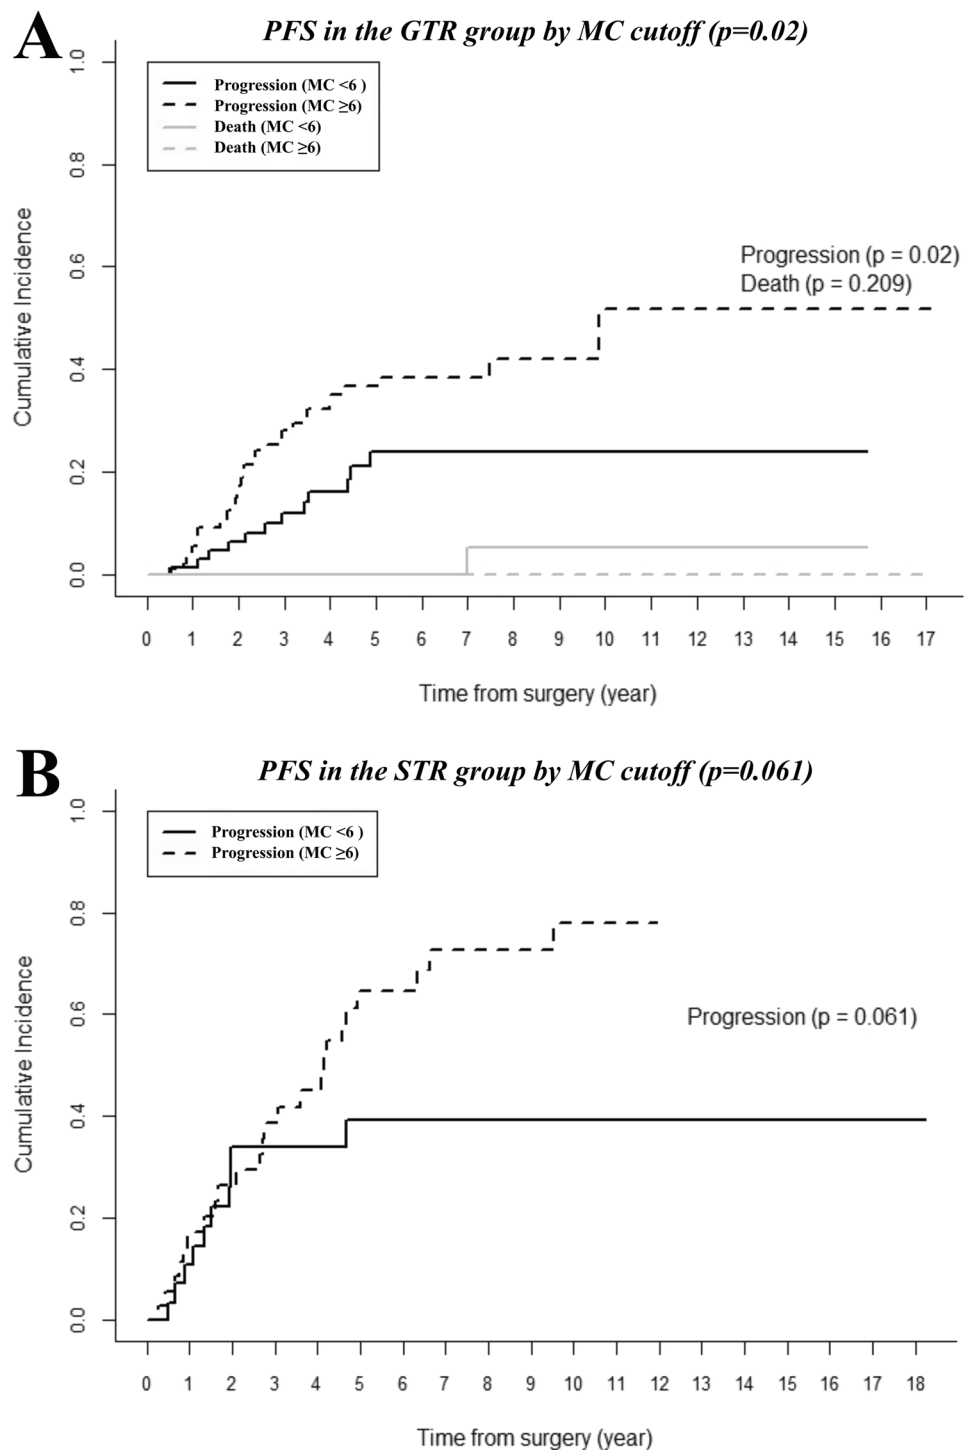 A
PFS in the GTR group by MC cutoff (p=0.02)
Progression (MC <6 )
Progression (MC ≥6)
Death (MC <6)
Death (MC ≥6)
Progression (p = 0.02)
Death (p = 0.209)
Cumulative Incidence
1.0
0.8
0.6
0.4
0.2
0.0
0 1 2 3 4 5 6 7 8 9 10 11 12 13 14 15 16 17
Time from surgery (year)
B
PFS in the STR group by MC cutoff (p=0.061)
Progression (MC <6 )
Progression (MC ≥6)
Progression (p = 0.061)
Cumulative Incidence
1.0
0.8
0.6
0.4
0.2
0.0
0 1 2 3 4 5 6 7 8 9 10 11 12 13 14 15 16 17 18
Time from surgery (year)